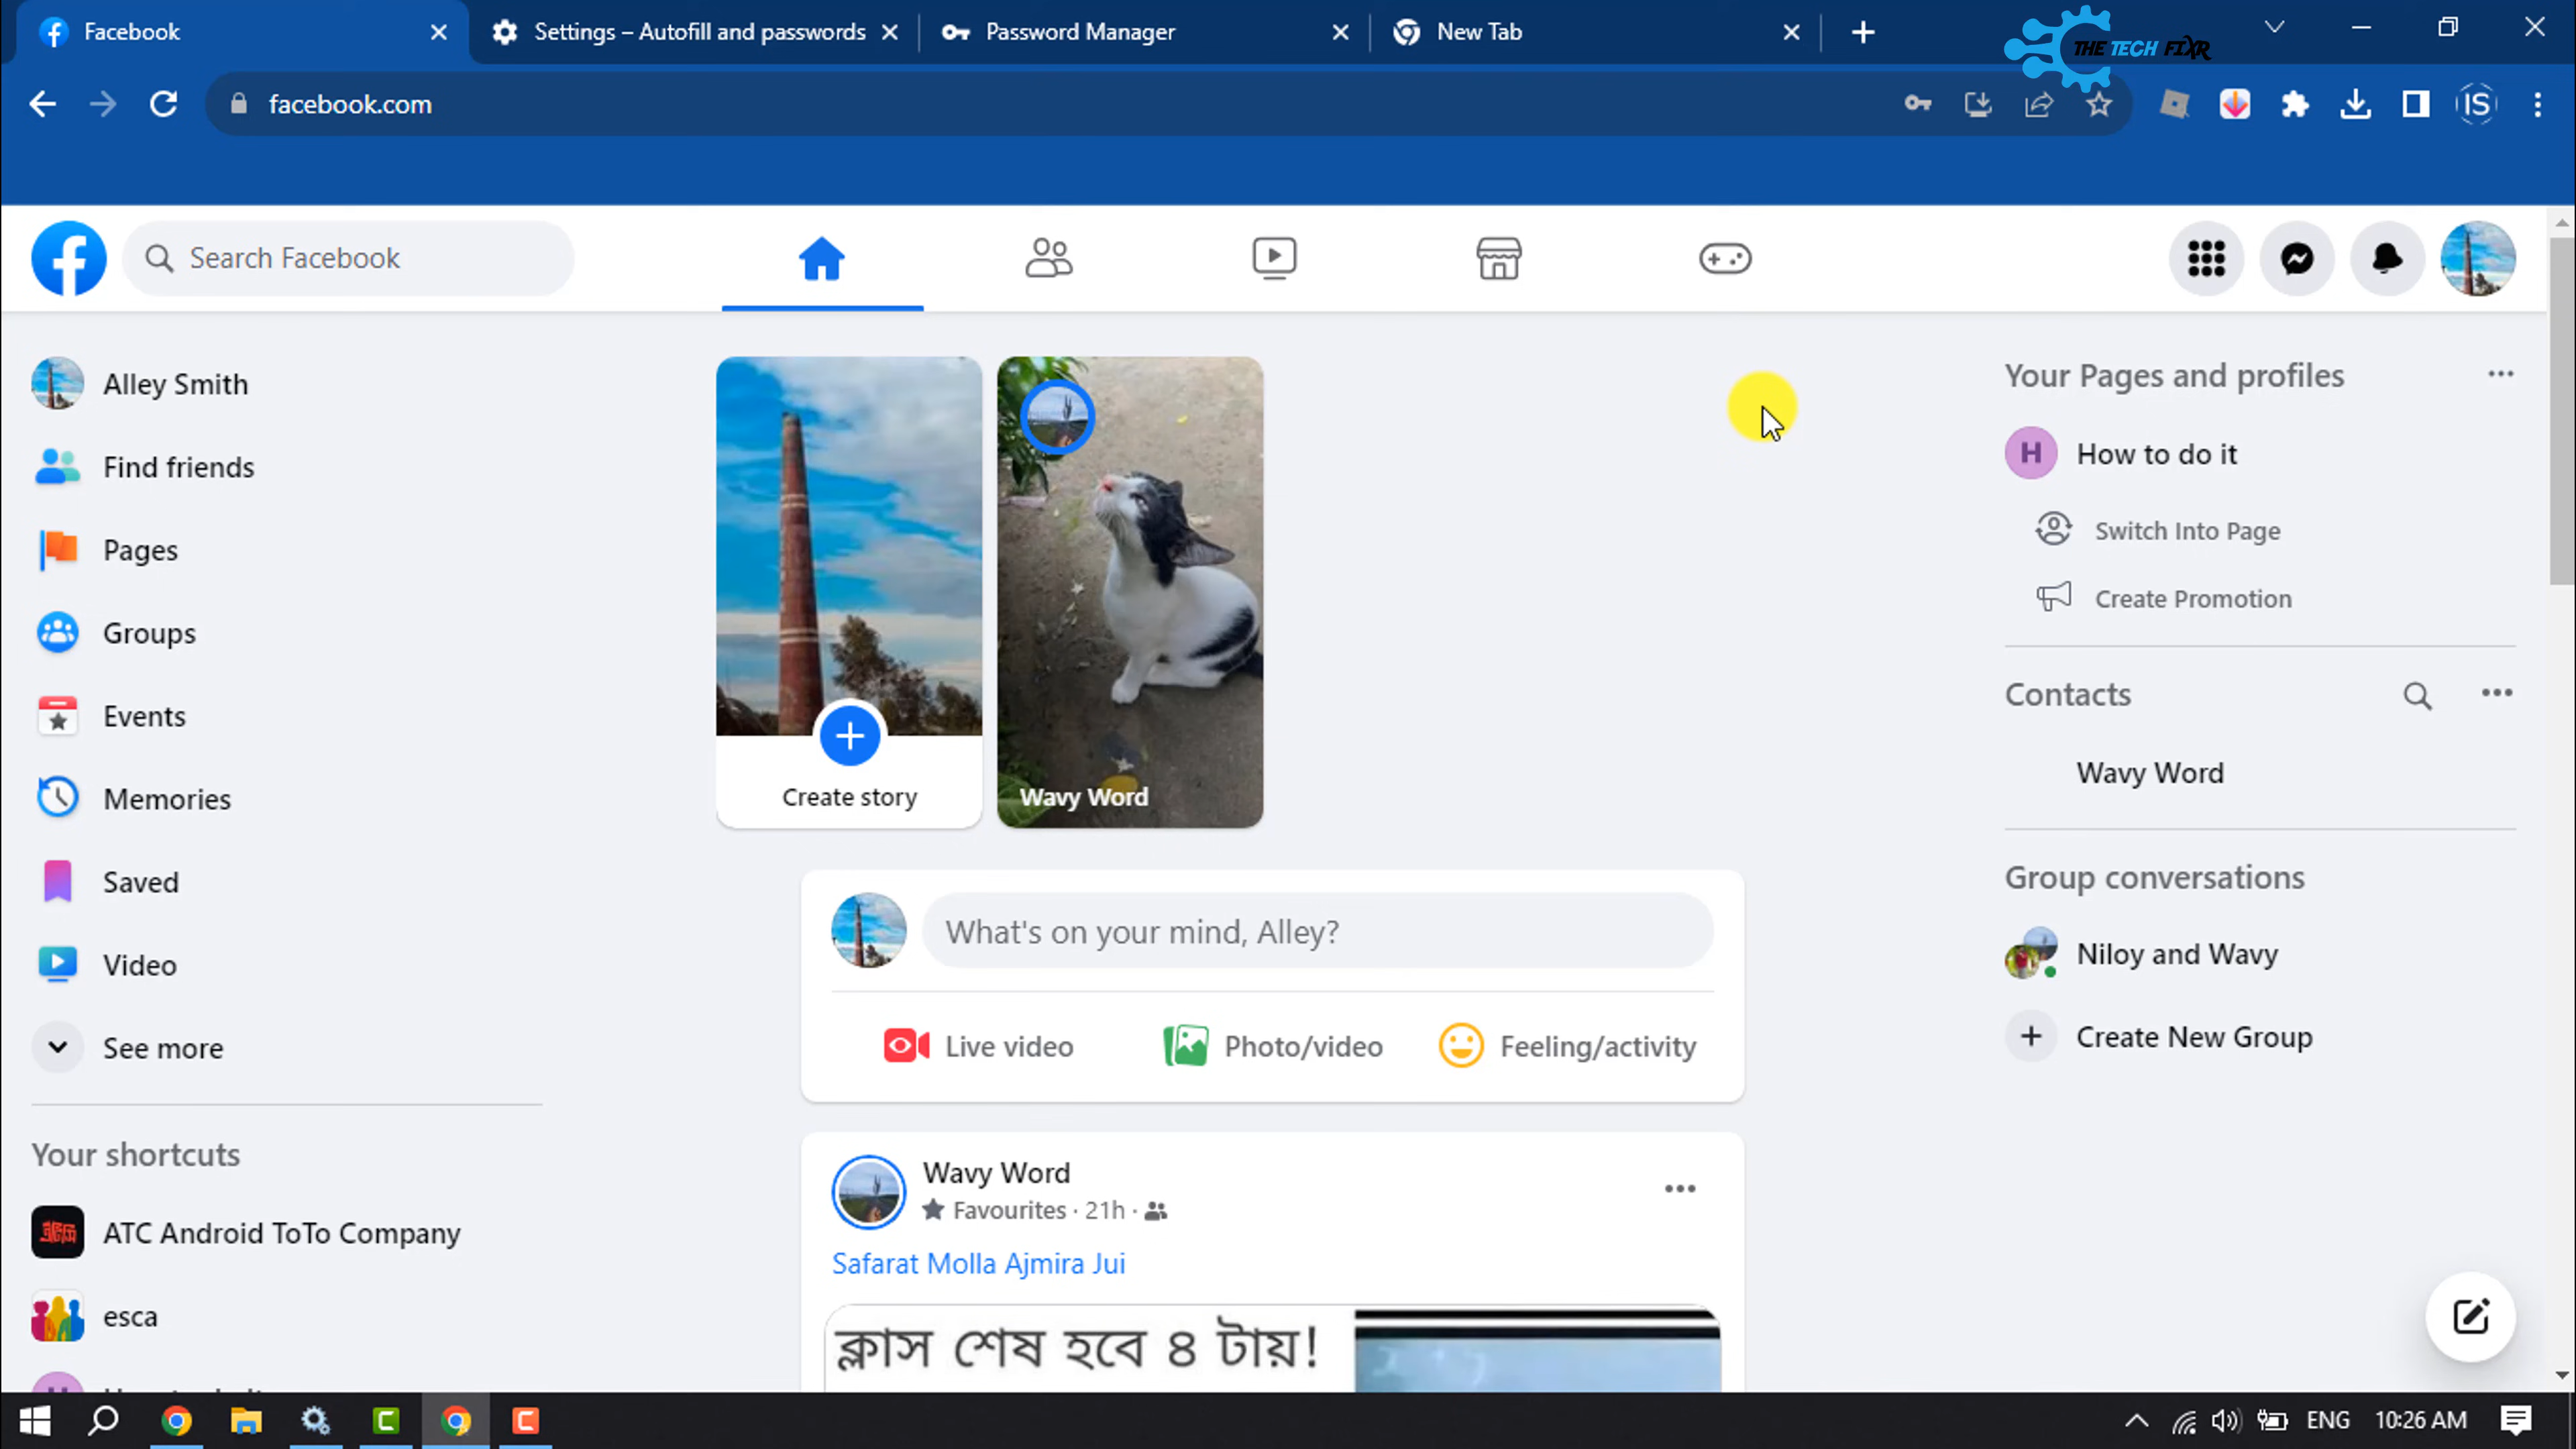 Facebook
Settings – Autofill and passwords
Password Manager
New Tab
THE TECH FIXR
facebook.com
IS
Search Facebook
Alley Smith
Find friends
Pages
Groups
Events
Memories
Saved
Video
See more
Your shortcuts
ATC Android ToTo Company
esca
Create story
Wavy Word
What's on your mind, Alley?
Live video
Photo/video
Feeling/activity
Wavy Word
Favourites · 21h ·
Safarat Molla Ajmira Jui
ক্লাস শেষ হবে ৪ টায়!
Your Pages and profiles
H
How to do it
Switch Into Page
Create Promotion
Contacts
Wavy Word
Group conversations
Niloy and Wavy
Create New Group
ENG
10:26 AM